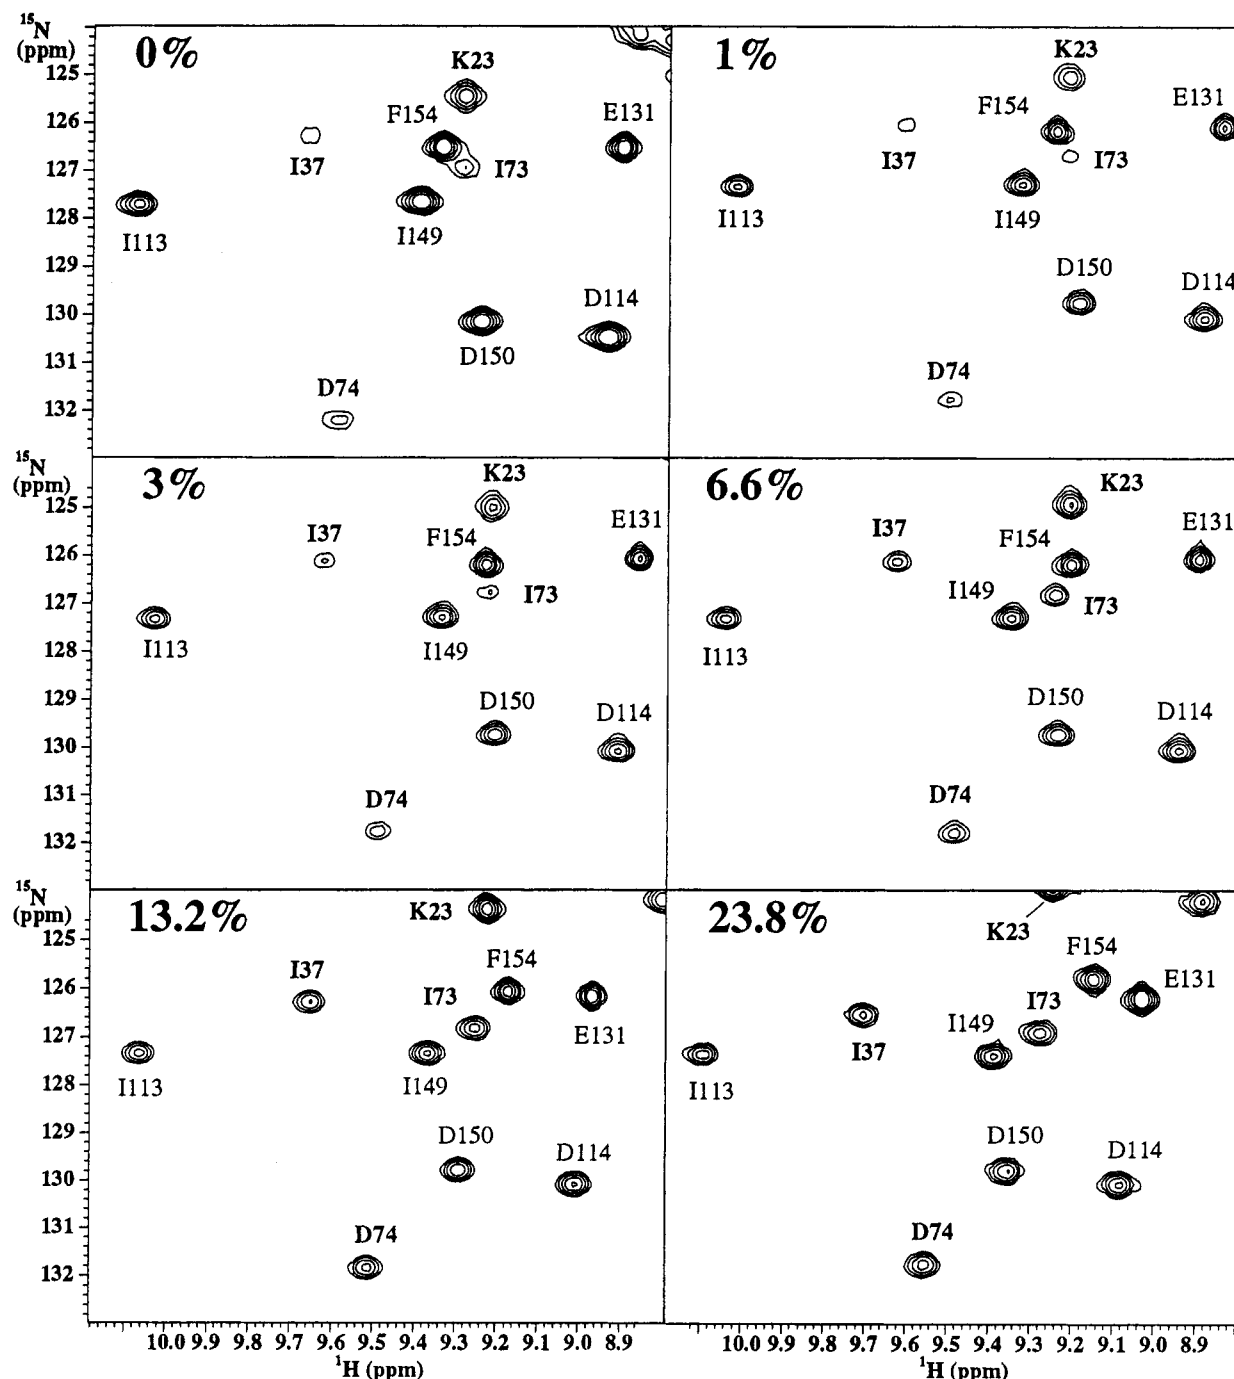 15N
(ppm)
0%
K23
F154
E131
I37
I73
I113
I149
D114
D150
D74
125
126
127
128
129
130
131
132
1%
K23
F154
E131
I37
I73
I113
I149
D150
D114
D74
15N
(ppm)
3%
K23
I37
F154
E131
I73
I113
I149
D150
D114
D74
125
126
127
128
129
130
131
132
6.6%
K23
I37
F154
E131
I149
I73
I113
D150
D114
D74
15N
(ppm)
13.2%
K23
I37
I73
F154
E131
I113
I149
D150
D114
D74
125
126
127
128
129
130
131
132
23.8%
K23
F154
I73
E131
I149
I37
I113
D150
D114
D74
10.0 9.9 9.8 9.7 9.6 9.5 9.4 9.3 9.2 9.1 9.0 8.9
1H (ppm)
10.0 9.9 9.8 9.7 9.6 9.5 9.4 9.3 9.2 9.1 9.0 8.9
1H (ppm)